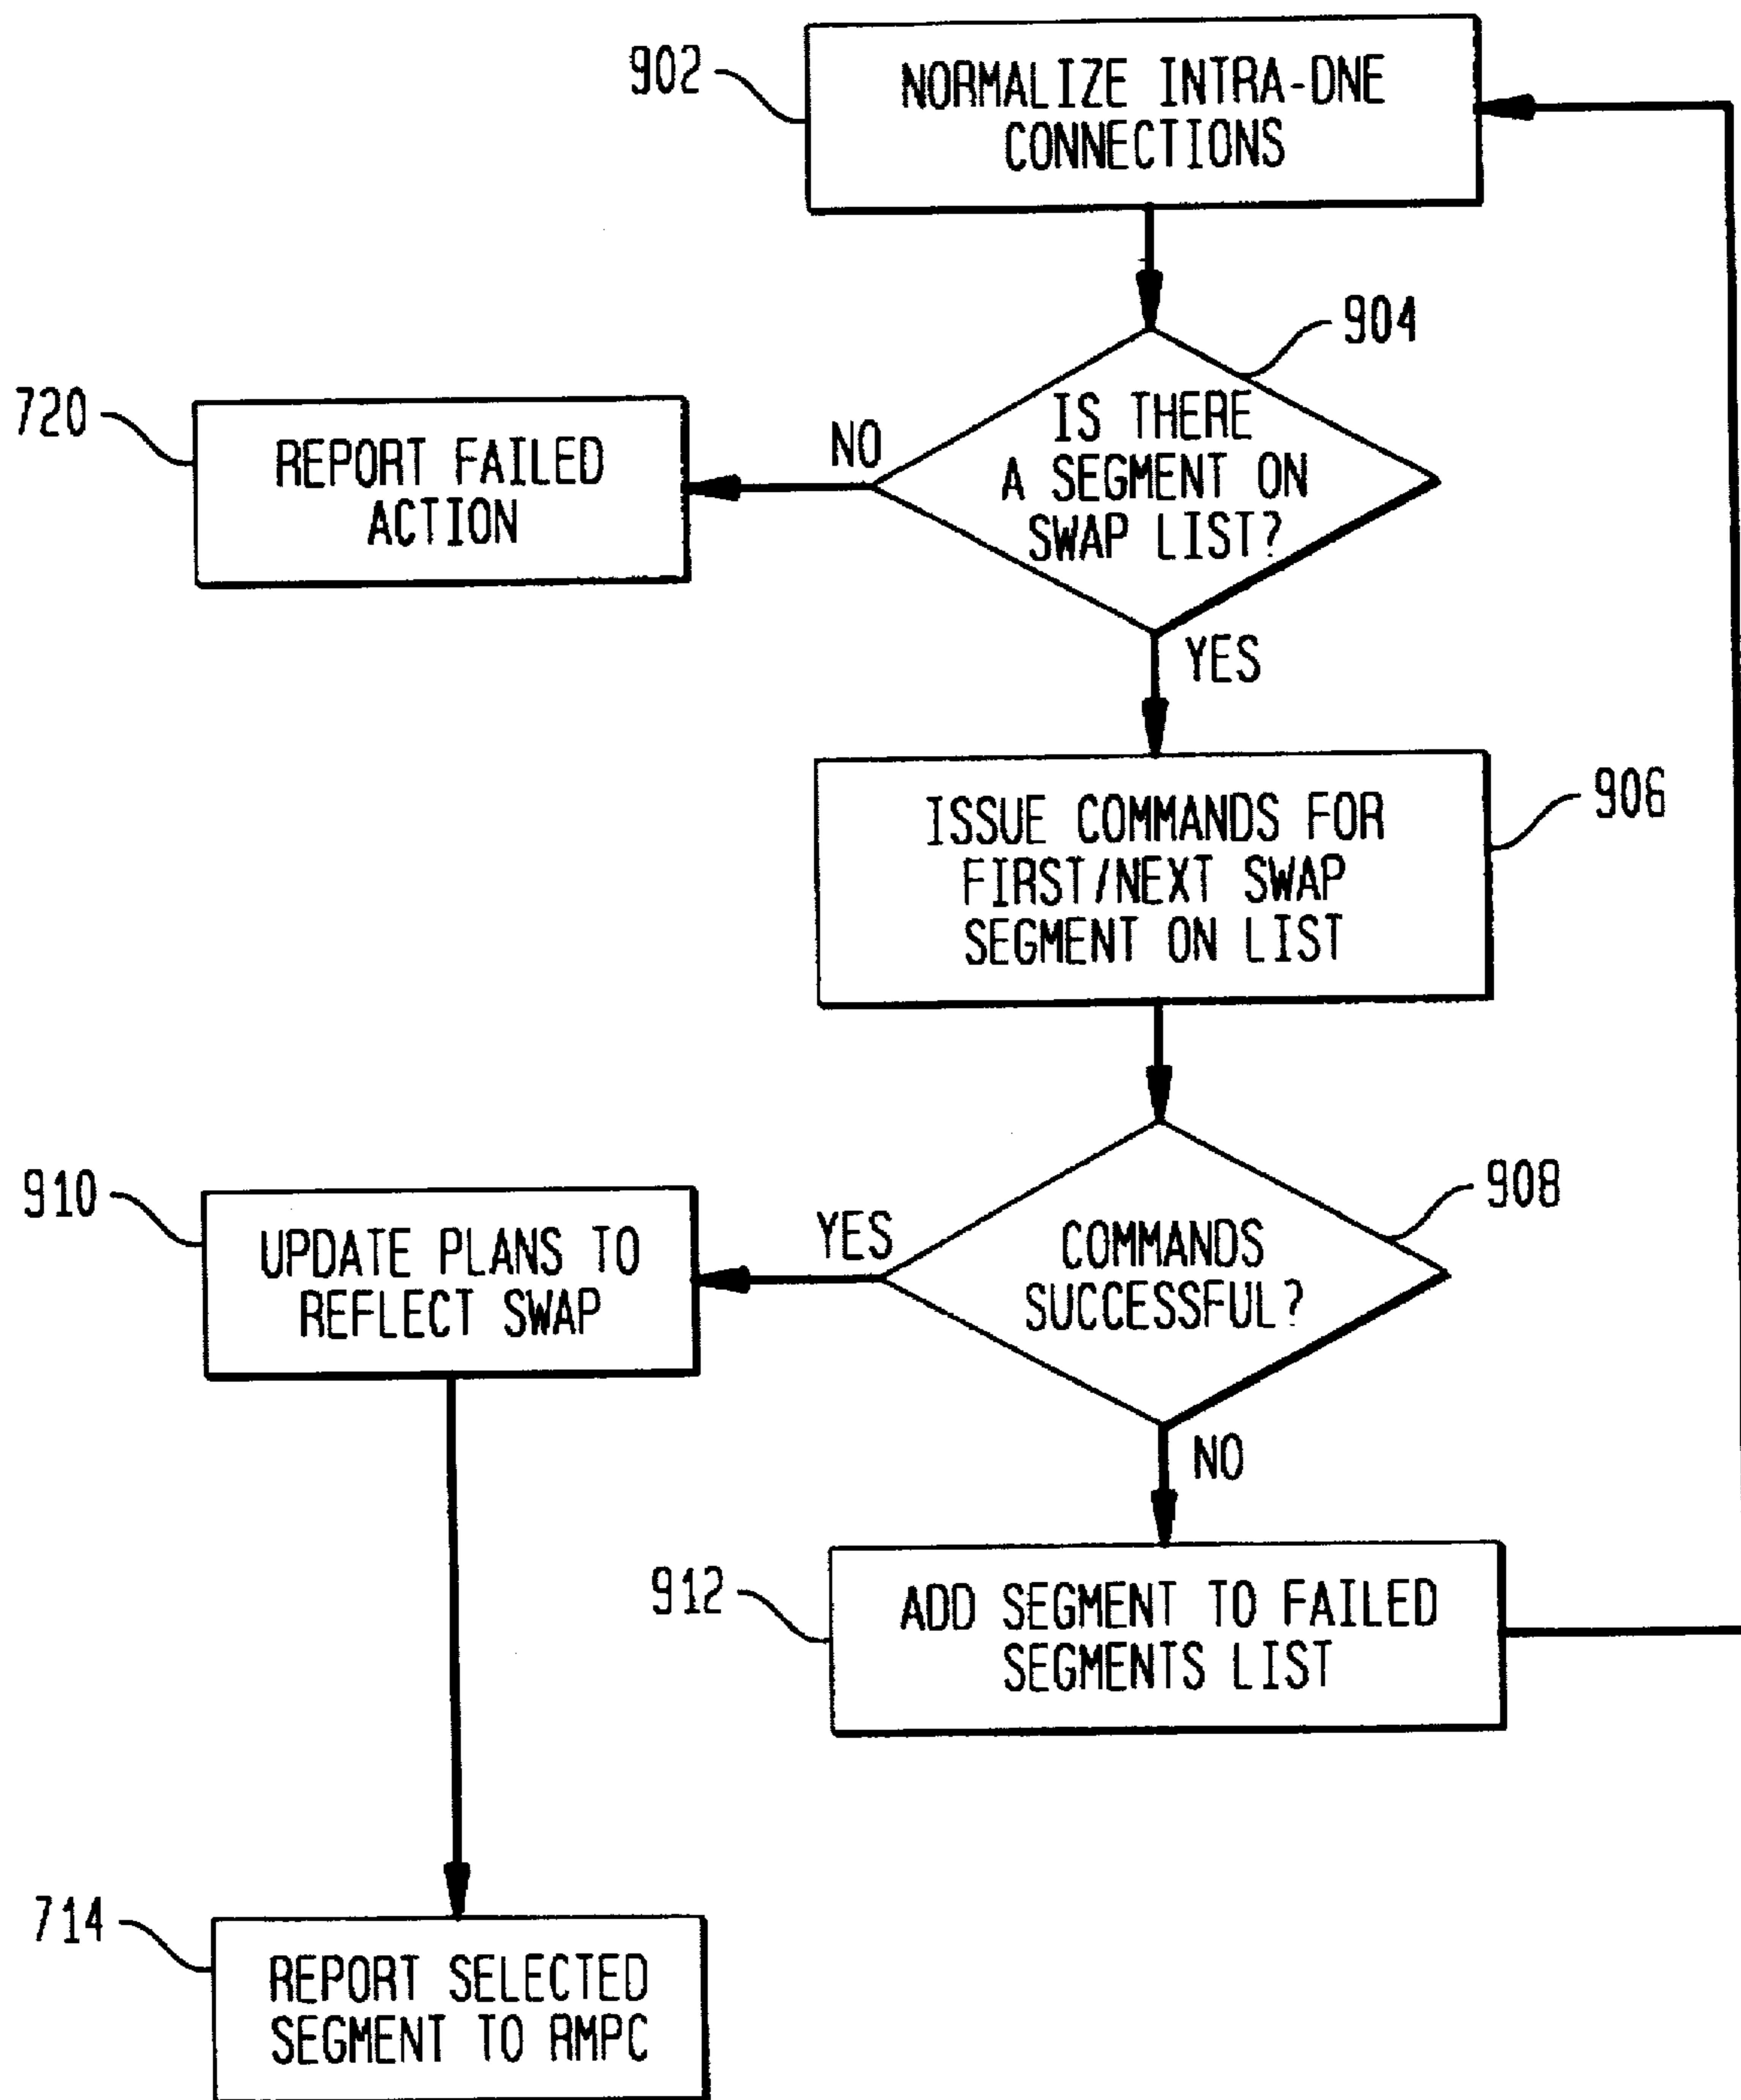 902
NORMALIZE INTRA-DNE
CONNECTIONS
904
IS THERE
A SEGMENT ON
SWAP LIST?
NO
720
REPORT FAILED
ACTION
YES
906
ISSUE COMMANDS FOR
FIRST/NEXT SWAP
SEGMENT ON LIST
908
COMMANDS
SUCCESSFUL?
YES
910
UPDATE PLANS TO
REFLECT SWAP
NO
912
ADD SEGMENT TO FAILED
SEGMENTS LIST
714
REPORT SELECTED
SEGMENT TO RMPC